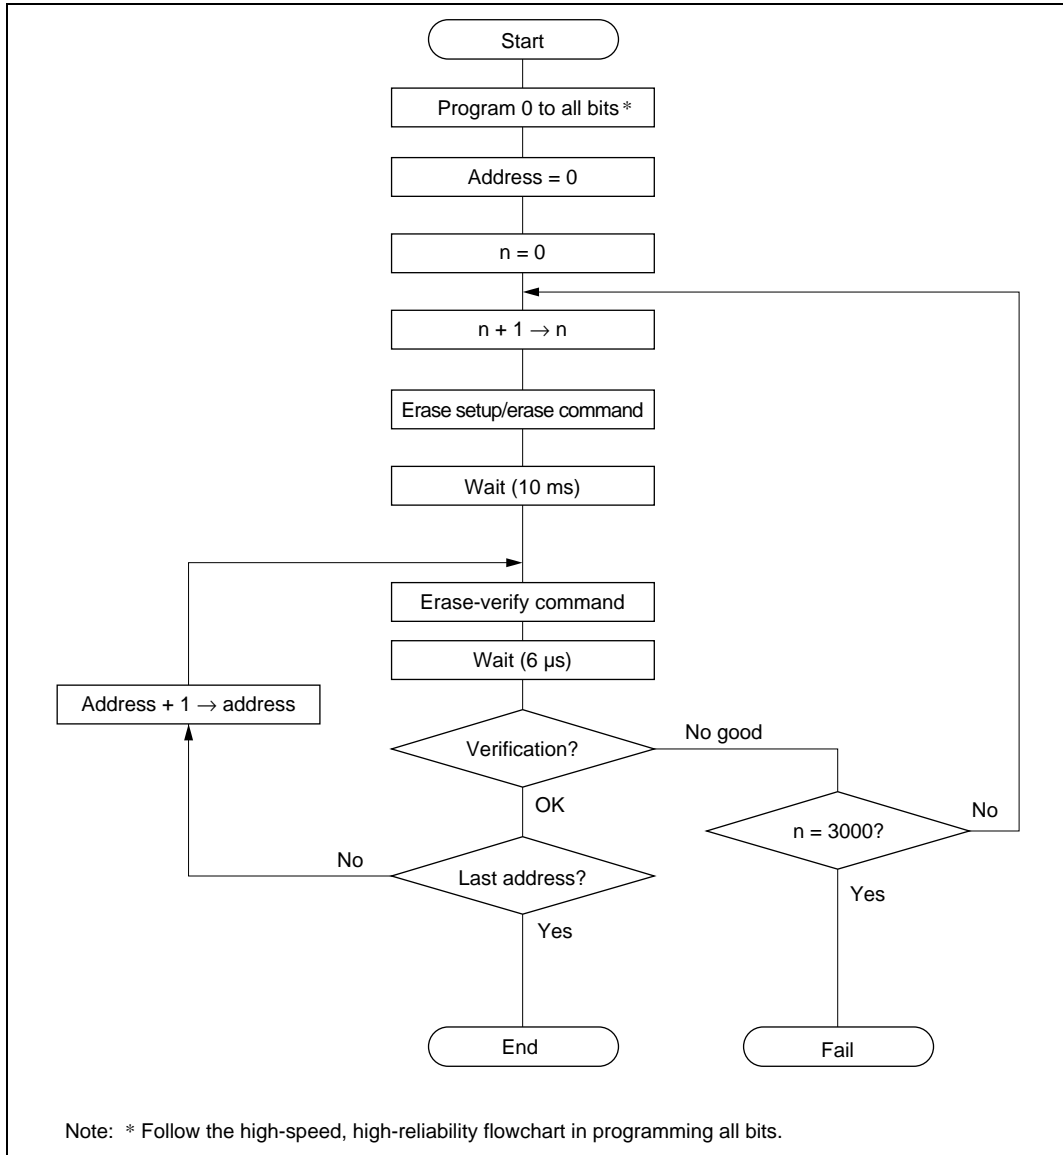 Start
Program 0 to all bits*
Address = 0
n = 0
n + 1 → n
Erase setup/erase command
Wait (10 ms)
Erase-verify command
Wait (6 µs)
Address + 1 → address
Verification?
No good
OK
n = 3000?
No
No
Last address?
Yes
Yes
End
Fail
Note: * Follow the high-speed, high-reliability flowchart in programming all bits.